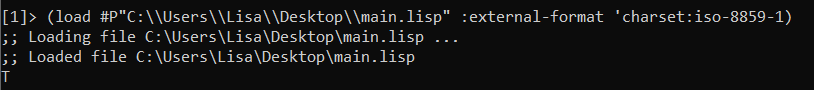 [1]> (load #P"C:\\Users\\Lisa\\Desktop\\main.lisp" :external-format 'charset:iso-8859-1)
;; Loading file C:\Users\Lisa\Desktop\main.lisp ...
;; Loaded file C:\Users\Lisa\Desktop\main.lisp
T